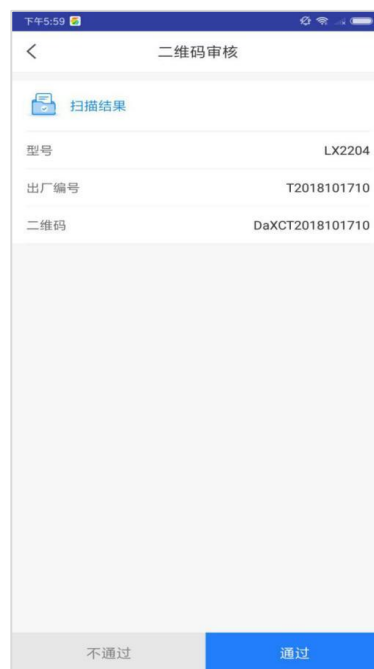 下午5:59
二维码审核
扫描结果
型号 LX2204
出厂编号 T2018101710
二维码 DaXCT2018101710
不通过 通过